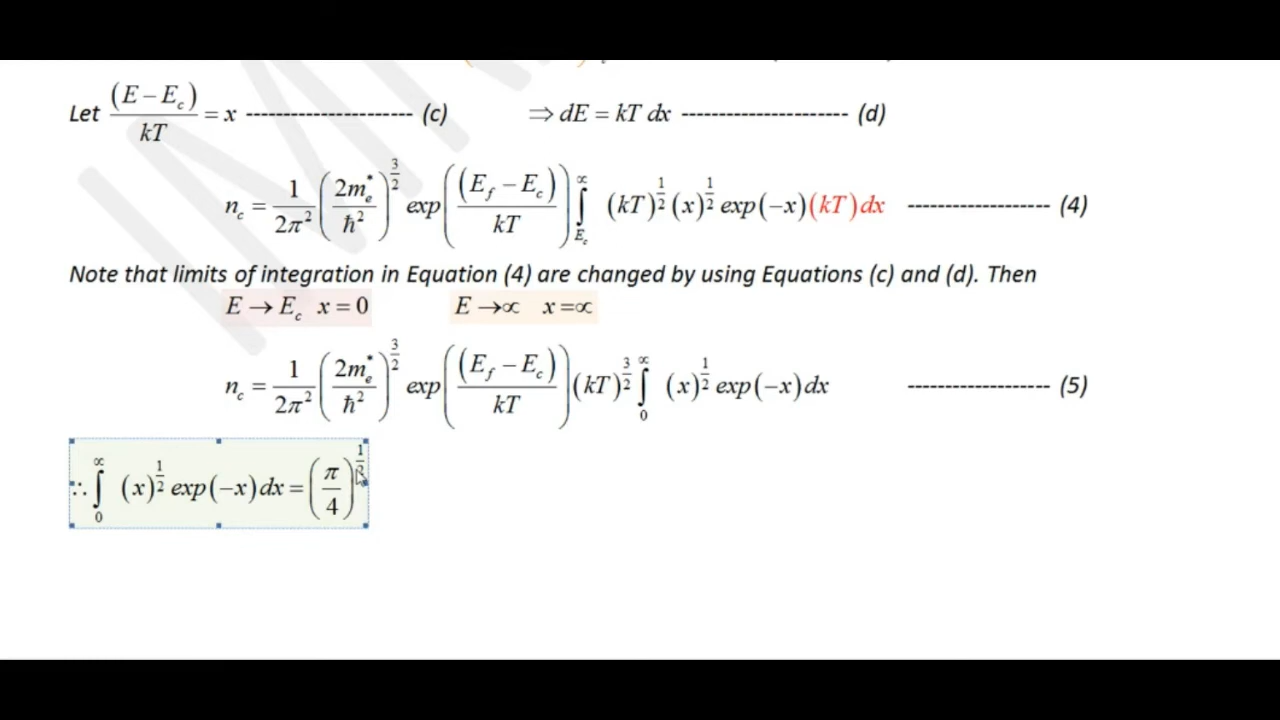 Let (E − E_c)/kT = x ---------------------- (c) ⇒ dE = kT dx ---------------------- (d)
n_c = 1/2π² (2m_e^*/ħ²)^(3/2) exp((E_f − E_c)/kT) ∫_{E_c}^∝ (kT)^(1/2) (x)^(1/2) exp(−x)(kT)dx ------------------- (4)
Note that limits of integration in Equation (4) are changed by using Equations (c) and (d). Then
E → E_c x = 0 E →∝ x =∝
n_c = 1/2π² (2m_e^*/ħ²)^(3/2) exp((E_f − E_c)/kT) (kT)^(3/2) ∫_0^∝ (x)^(1/2) exp(−x)dx ------------------- (5)
∴ ∫_0^∝ (x)^(1/2) exp(−x)dx = (π/4)^(1/2)